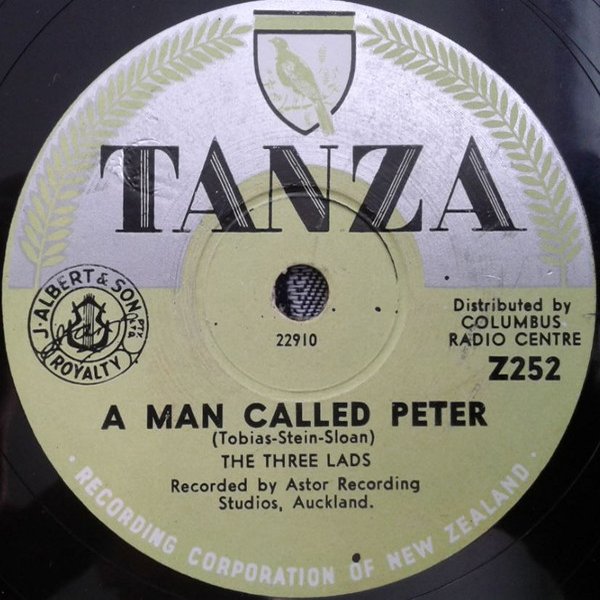 TANZA
J. ALBERT & SON PTY. LTD.
ROYALTY
22910
Distributed by
COLUMBUS
RADIO CENTRE
Z252
A MAN CALLED PETER
(Tobias-Stein-Sloan)
THE THREE LADS
Recorded by Astor Recording
Studios, Auckland.
· RECORDING CORPORATION OF NEW ZEALAND ·